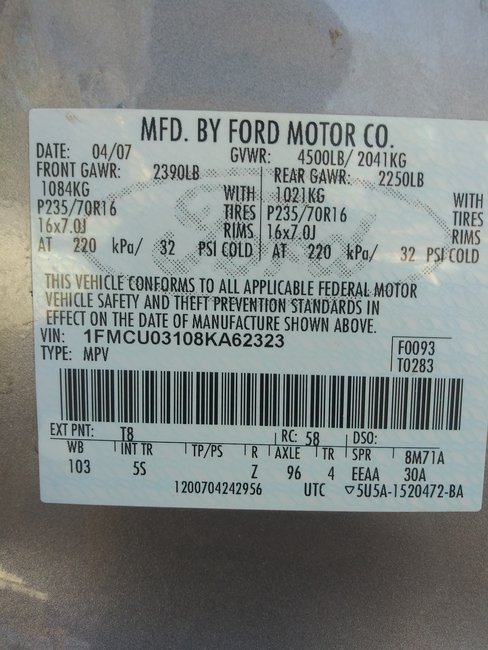 MFD. BY FORD MOTOR CO.
DATE: 04/07 GVWR: 4500LB/ 2041KG
FRONT GAWR: 2390LB REAR GAWR: 2250LB
1084KG WITH 1021KG WITH
P235/70R16 TIRES P235/70R16 TIRES
16x7.0J RIMS 16x7.0J RIMS
AT 220 kPa/ 32 PSI COLD AT 220 kPa/ 32 PSI COLD
THIS VEHICLE CONFORMS TO ALL APPLICABLE FEDERAL MOTOR
VEHICLE SAFETY AND THEFT PREVENTION STANDARDS IN
EFFECT ON THE DATE OF MANUFACTURE SHOWN ABOVE.
VIN: 1FMCU03108KA62323 F0093
TYPE: MPV T0283
EXT PNT: T8 RC: 58 DSO:
WB INT TR TP/PS R AXLE TR SPR 8M71A
103 5S Z 96 4 EEAA 30A
1200704242956 UTC ▽5U5A-1520472-BA